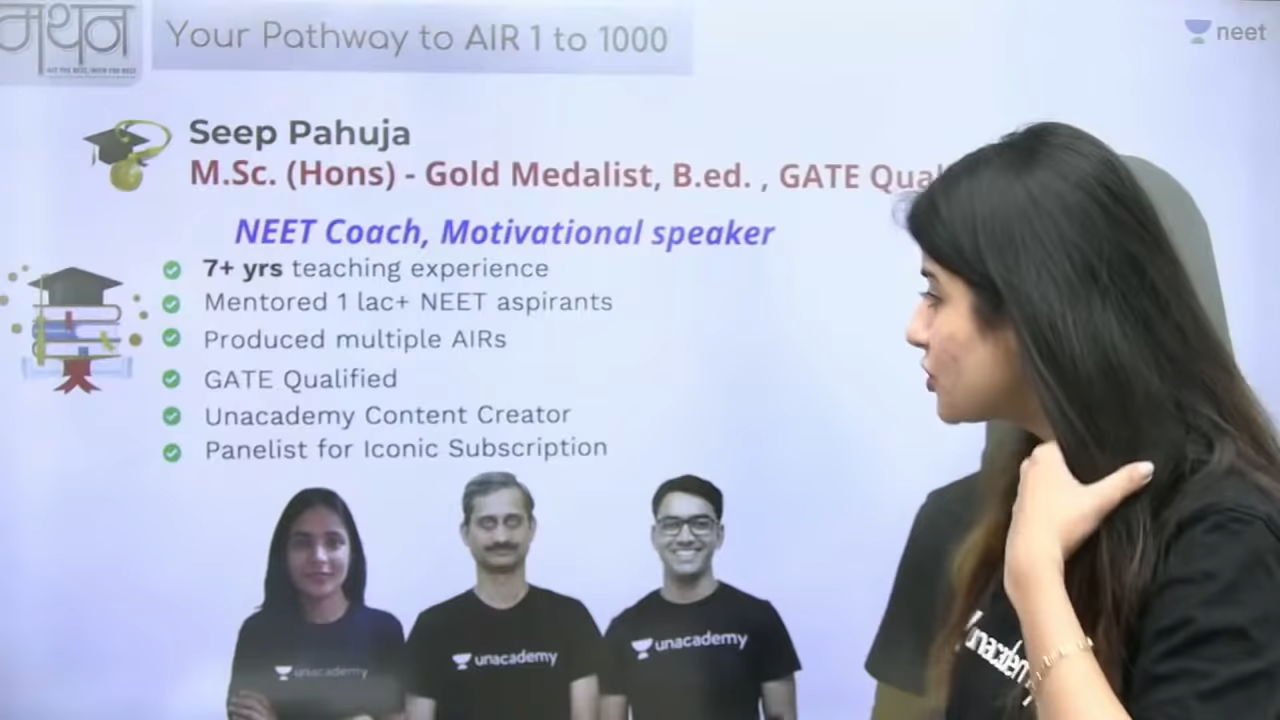 मंथन
Your Pathway to AIR 1 to 1000
neet
Seep Pahuja
M.Sc. (Hons) - Gold Medalist, B.ed. , GATE Qual
NEET Coach, Motivational speaker
7+ yrs teaching experience
Mentored 1 lac+ NEET aspirants
Produced multiple AIRs
GATE Qualified
Unacademy Content Creator
Panelist for Iconic Subscription
unacademy
unacademy
unacademy
unacadem